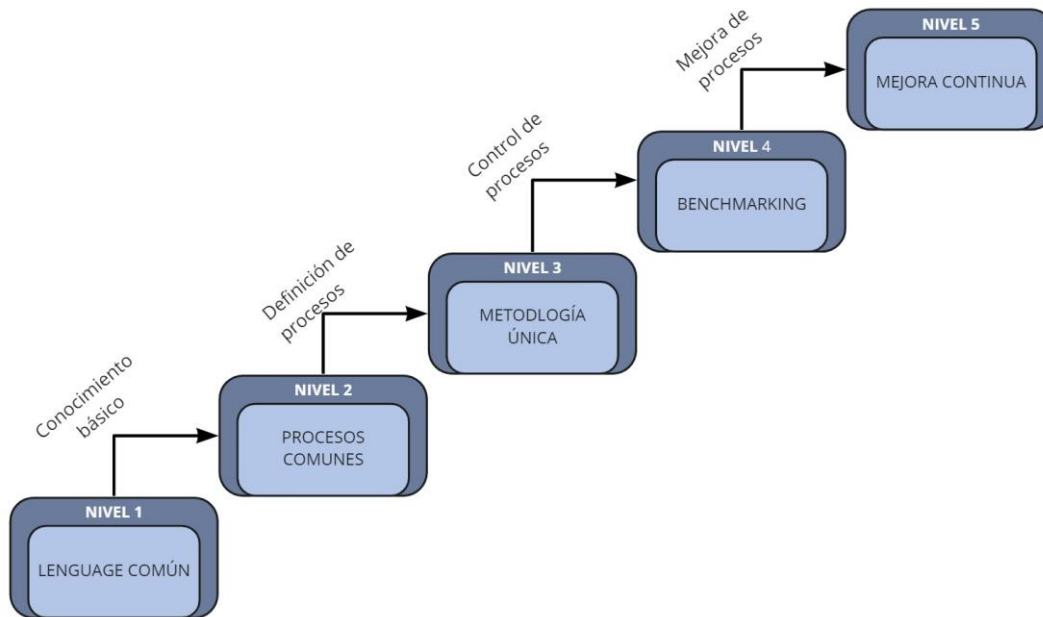 NIVEL 5
MEJORA CONTINUA
Mejora de
procesos
NIVEL 4
BENCHMARKING
Control de
procesos
NIVEL 3
METODLOGÍA
ÚNICA
Definición de
procesos
NIVEL 2
PROCESOS
COMUNES
Conocimiento
básico
NIVEL 1
LENGUAGE COMÚN